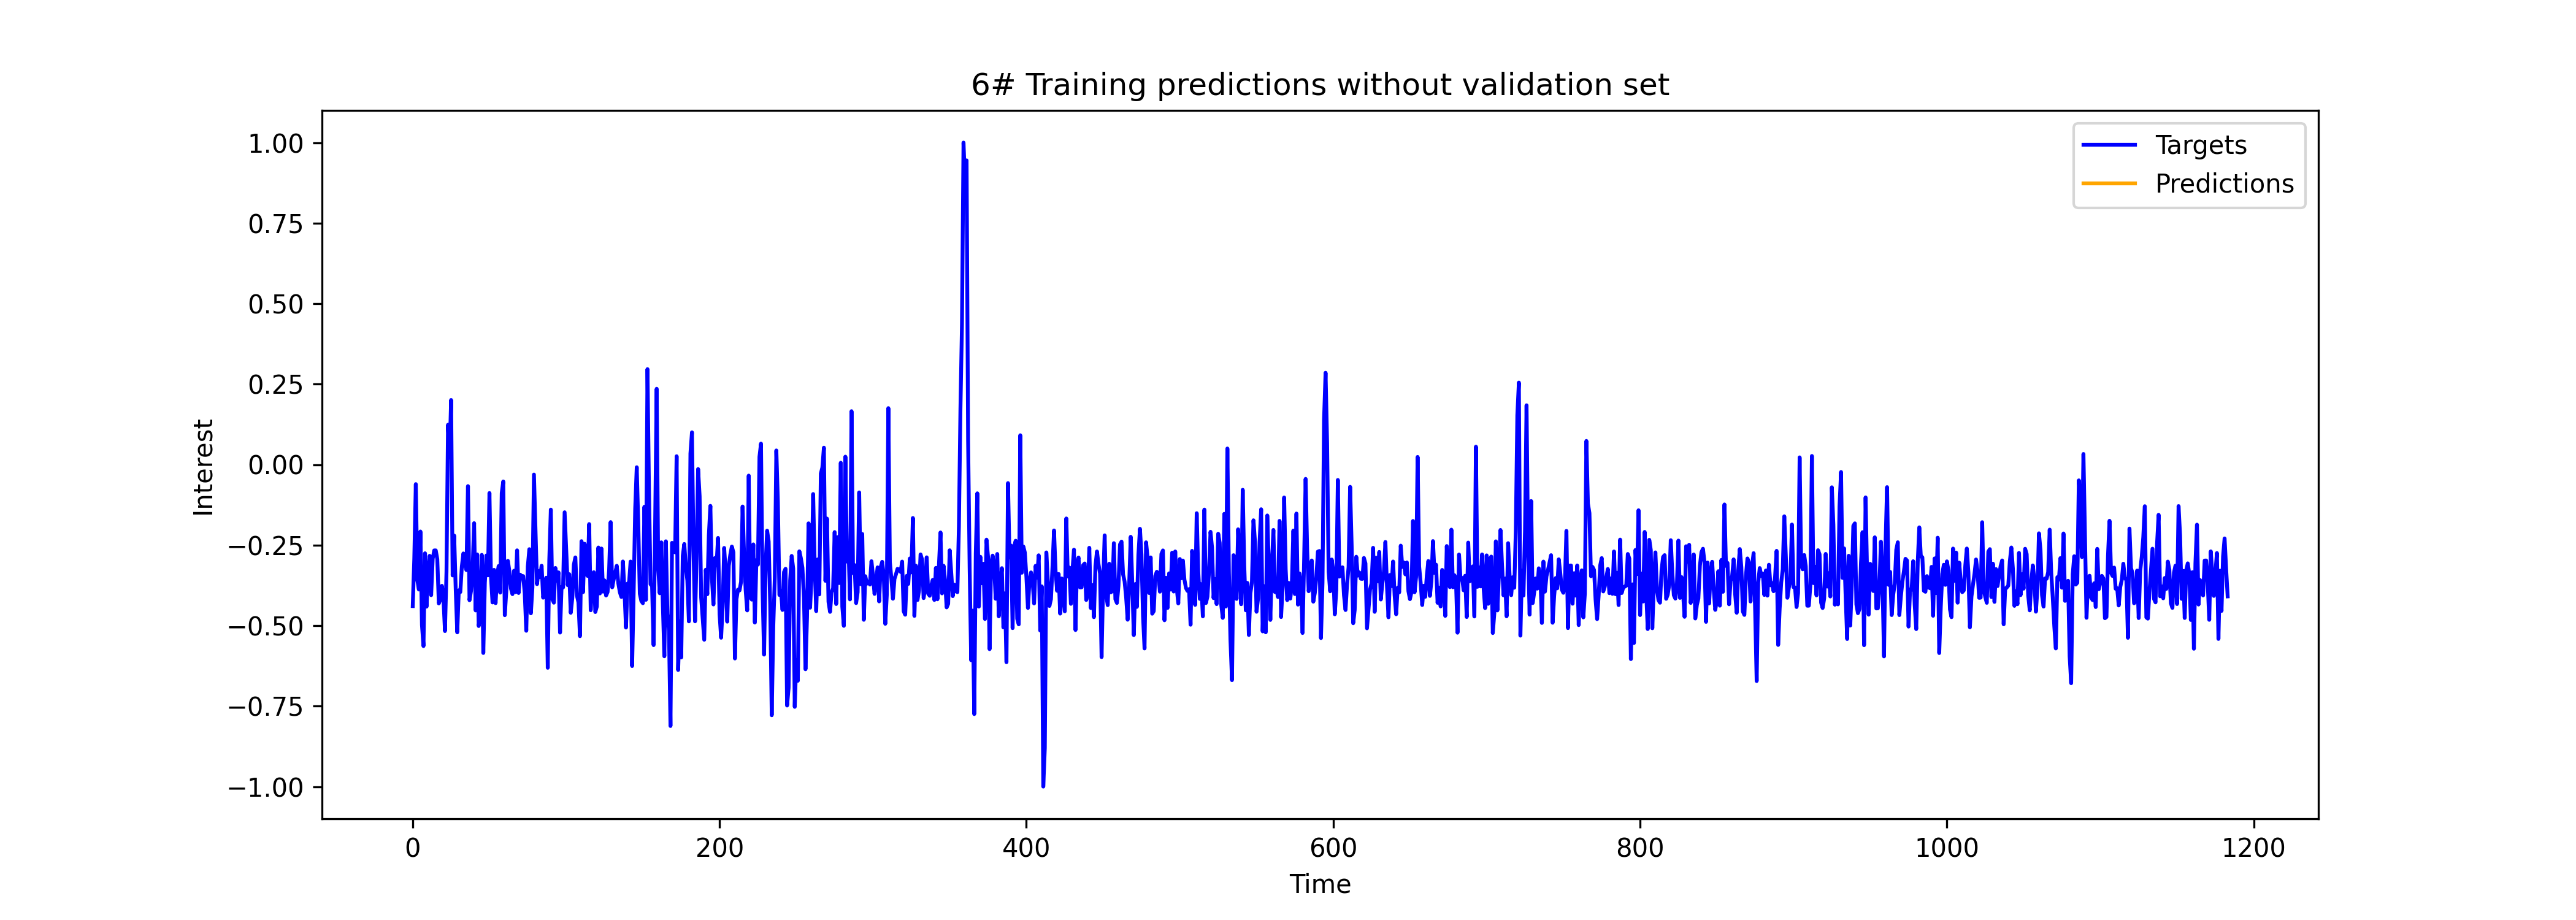 6# Training predictions without validation set
Targets
Predictions
1.00
0.75
0.50
0.25
0.00
−0.25
−0.50
−0.75
−1.00
Interest
0 200 400 600 800 1000 1200
Time